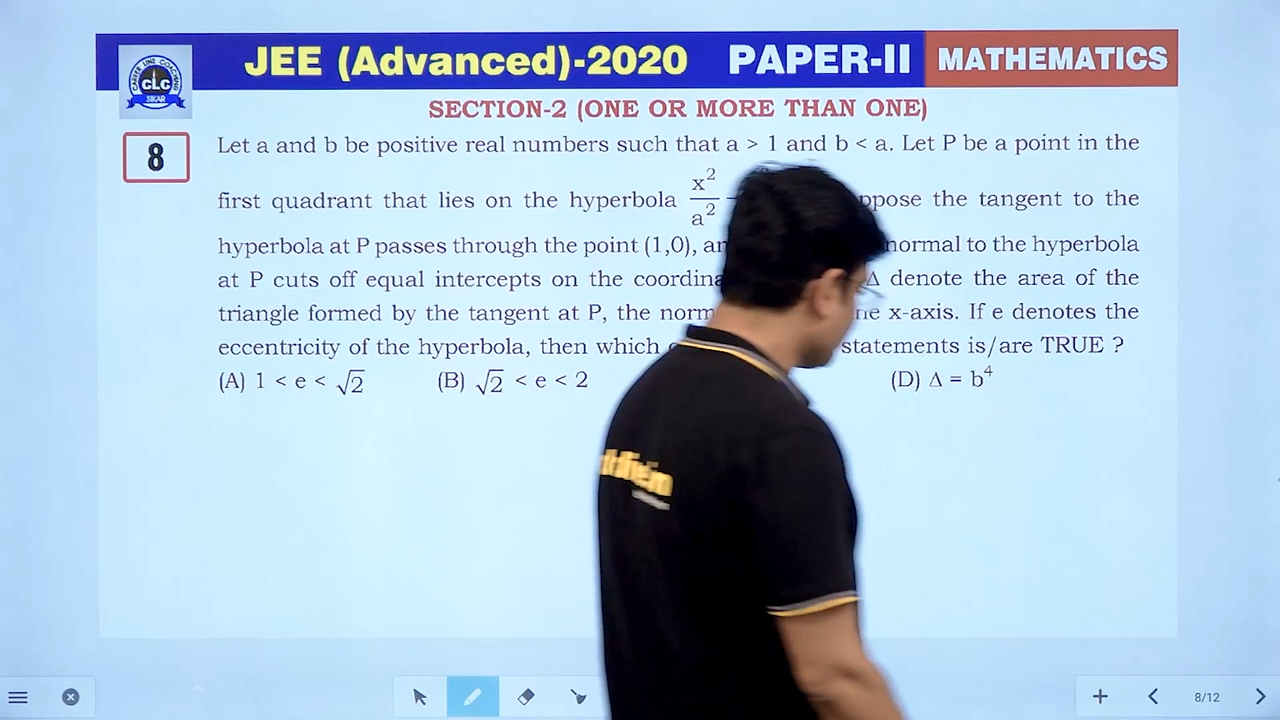 JEE (Advanced)-2020 PAPER-II MATHEMATICS
CLC
SIKAR
SECTION-2 (ONE OR MORE THAN ONE)
8
Let a and b be positive real numbers such that a > 1 and b < a. Let P be a point in the
first quadrant that lies on the hyperbola x²/a² the tangent to the
hyperbola at P passes through the point (1,0), normal to the hyperbola
at P cuts off equal intercepts on the Δ denote the area of the
triangle formed by the tangent at P, the x-axis. If e denotes the
eccentricity of the hyperbola, then which statements is/are TRUE ?
(A) 1 < e < √2 (B) √2 < e < 2 (D) Δ = b⁴
8/12